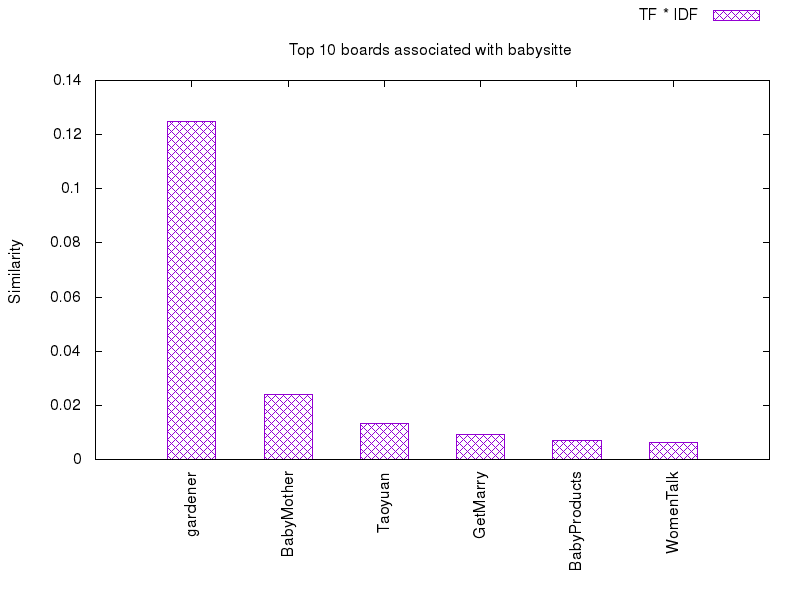 TF * IDF
Top 10 boards associated with babysitte
0.14
0.12
0.1
0.08
0.06
0.04
0.02
0
Similarity
gardener
BabyMother
Taoyuan
GetMarry
BabyProducts
WomenTalk